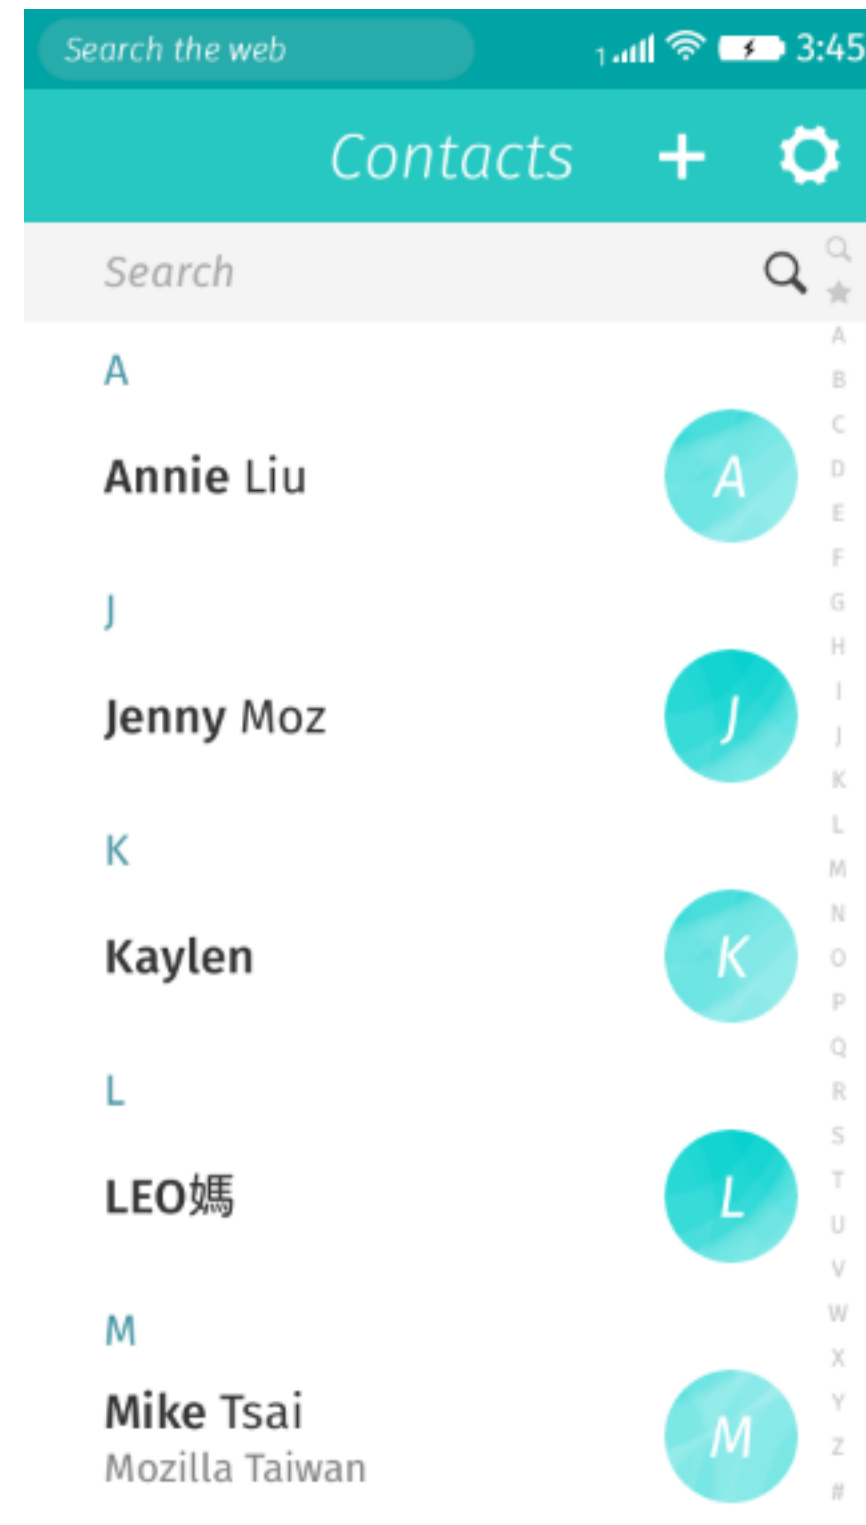 Search the web
1 3:45
Contacts
Search
A
Annie Liu
A
J
Jenny Moz
J
K
Kaylen
K
L
LEO媽
L
M
Mike Tsai
Mozilla Taiwan
M
A
B
C
D
E
F
G
H
I
J
K
L
M
N
O
P
Q
R
S
T
U
V
W
X
Y
Z
#